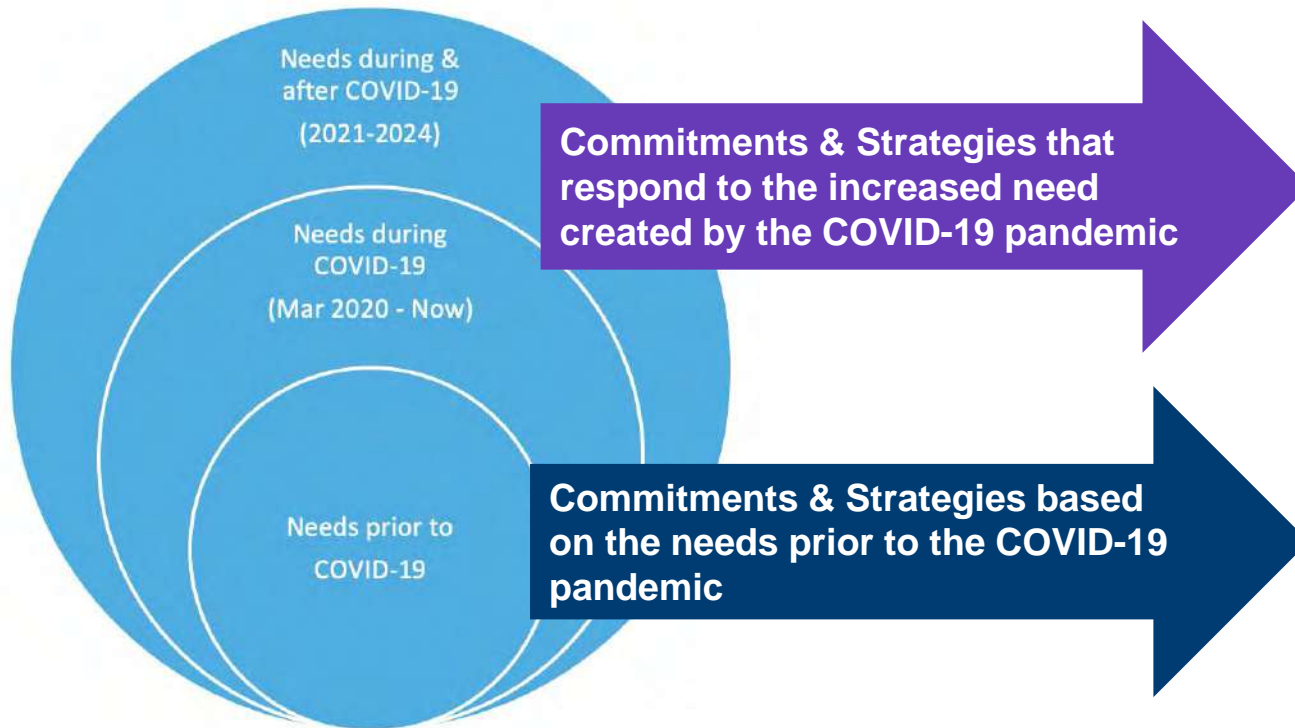 Needs during &
after COVID-19
(2021-2024)
Commitments & Strategies that
respond to the increased need
created by the COVID-19 pandemic
Needs during
COVID-19
(Mar 2020 - Now)
Commitments & Strategies based
on the needs prior to the COVID-19
pandemic
Needs prior to
COVID-19